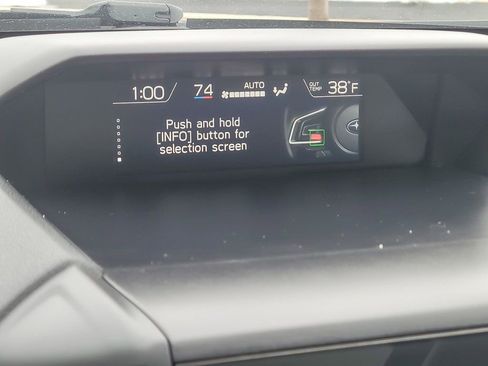 1:00 74 AUTO OUT TEMP 38°F
Push and hold
[INFO] button for
selection screen